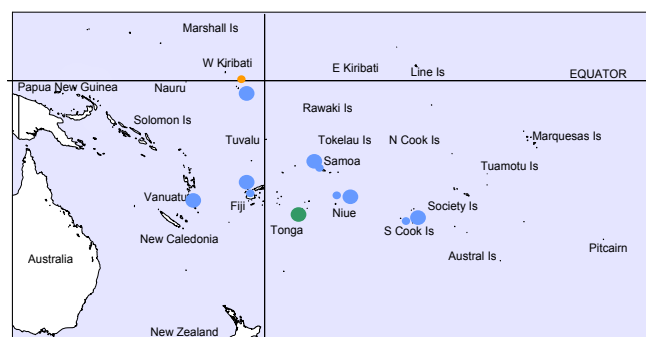 Marshall Is
W Kiribati
E Kiribati
Line Is
EQUATOR
Papua New Guinea
Nauru
Rawaki Is
Solomon Is
Tuvalu
Tokelau Is
N Cook Is
Marquesas Is
Samoa
Tuamotu Is
Vanuatu
Fiji
Niue
Society Is
Tonga
S Cook Is
New Caledonia
Pitcairn
Australia
Austral Is
New Zealand